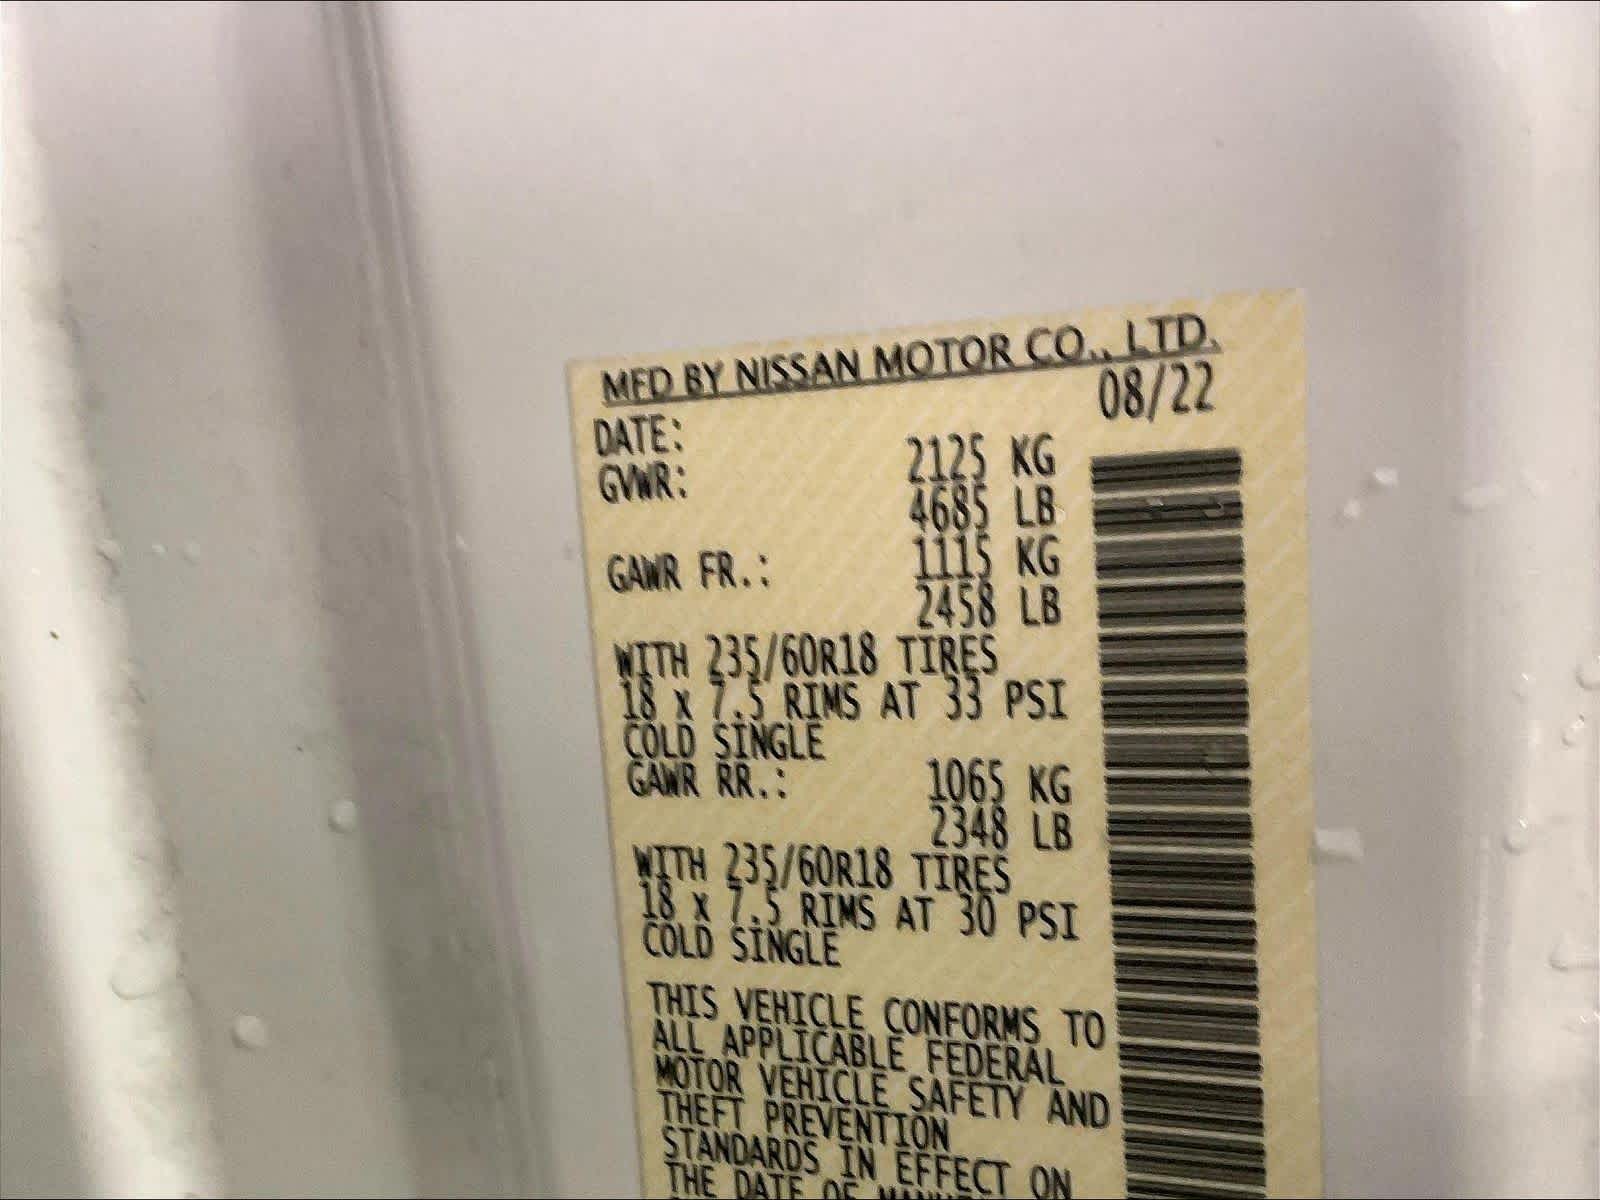 MFD BY NISSAN MOTOR CO., LTD.
DATE: 08/22
GVWR: 2125 KG
4685 LB
GAWR FR.: 1115 KG
2458 LB
WITH 235/60R18 TIRES
18 x 7.5 RIMS AT 33 PSI
COLD SINGLE
GAWR RR.: 1065 KG
2348 LB
WITH 235/60R18 TIRES
18 x 7.5 RIMS AT 30 PSI
COLD SINGLE
THIS VEHICLE CONFORMS TO
ALL APPLICABLE FEDERAL
MOTOR VEHICLE SAFETY AND
THEFT PREVENTION
STANDARDS IN EFFECT ON
THE DATE OF